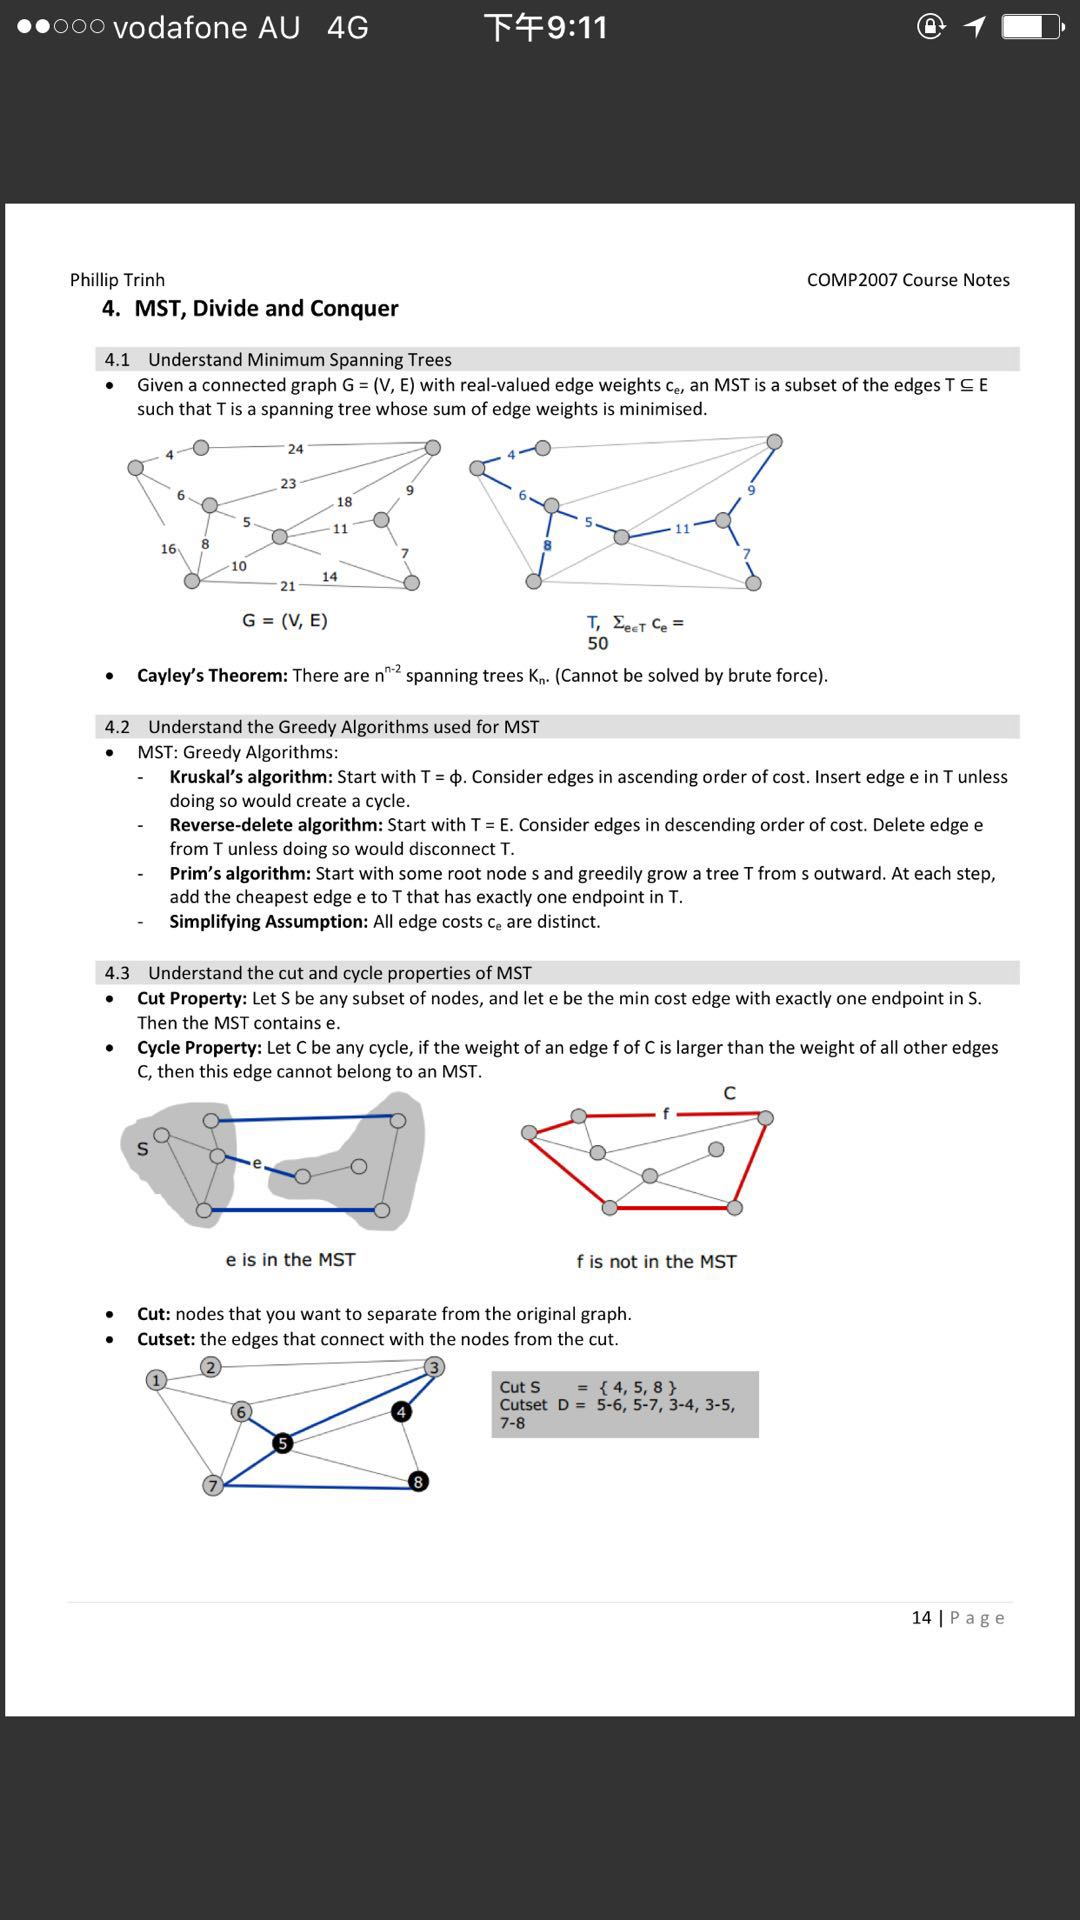 vodafone AU 4G 下午9:11
Phillip Trinh COMP2007 Course Notes
4. MST, Divide and Conquer
4.1 Understand Minimum Spanning Trees
• Given a connected graph G = (V, E) with real-valued edge weights cₑ, an MST is a subset of the edges T ⊆ E
such that T is a spanning tree whose sum of edge weights is minimised.
4 24 23 6 18 9 5 11 16 8 7 10 14 21
4 6 9 5 11 8 7
G = (V, E)
T, Σe∈T cₑ =
50
• Cayley's Theorem: There are nⁿ⁻² spanning trees Kₙ. (Cannot be solved by brute force).
4.2 Understand the Greedy Algorithms used for MST
• MST: Greedy Algorithms:
- Kruskal's algorithm: Start with T = ф. Consider edges in ascending order of cost. Insert edge e in T unless
doing so would create a cycle.
- Reverse-delete algorithm: Start with T = E. Consider edges in descending order of cost. Delete edge e
from T unless doing so would disconnect T.
- Prim's algorithm: Start with some root node s and greedily grow a tree T from s outward. At each step,
add the cheapest edge e to T that has exactly one endpoint in T.
- Simplifying Assumption: All edge costs cₑ are distinct.
4.3 Understand the cut and cycle properties of MST
• Cut Property: Let S be any subset of nodes, and let e be the min cost edge with exactly one endpoint in S.
Then the MST contains e.
• Cycle Property: Let C be any cycle, if the weight of an edge f of C is larger than the weight of all other edges
C, then this edge cannot belong to an MST.
S e
C
f
e is in the MST
f is not in the MST
• Cut: nodes that you want to separate from the original graph.
• Cutset: the edges that connect with the nodes from the cut.
1 2 3 6 4 5 7 8
Cut S = { 4, 5, 8 }
Cutset D = 5-6, 5-7, 3-4, 3-5,
7-8
14 | Page